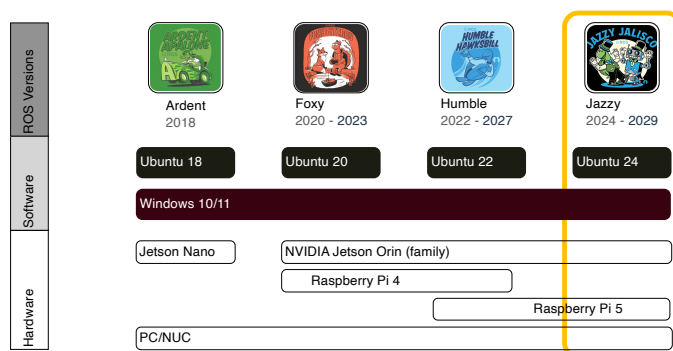 ROS Versions
ARDENT
APALONE
A
HUMBLE
HAWKSBILL
JAZZY JALISCO
Ardent
2018
Foxy
2020 - 2023
Humble
2022 - 2027
Jazzy
2024 - 2029
Software
Ubuntu 18
Ubuntu 20
Ubuntu 22
Ubuntu 24
Windows 10/11
Hardware
Jetson Nano
NVIDIA Jetson Orin (family)
Raspberry Pi 4
Raspberry Pi 5
PC/NUC